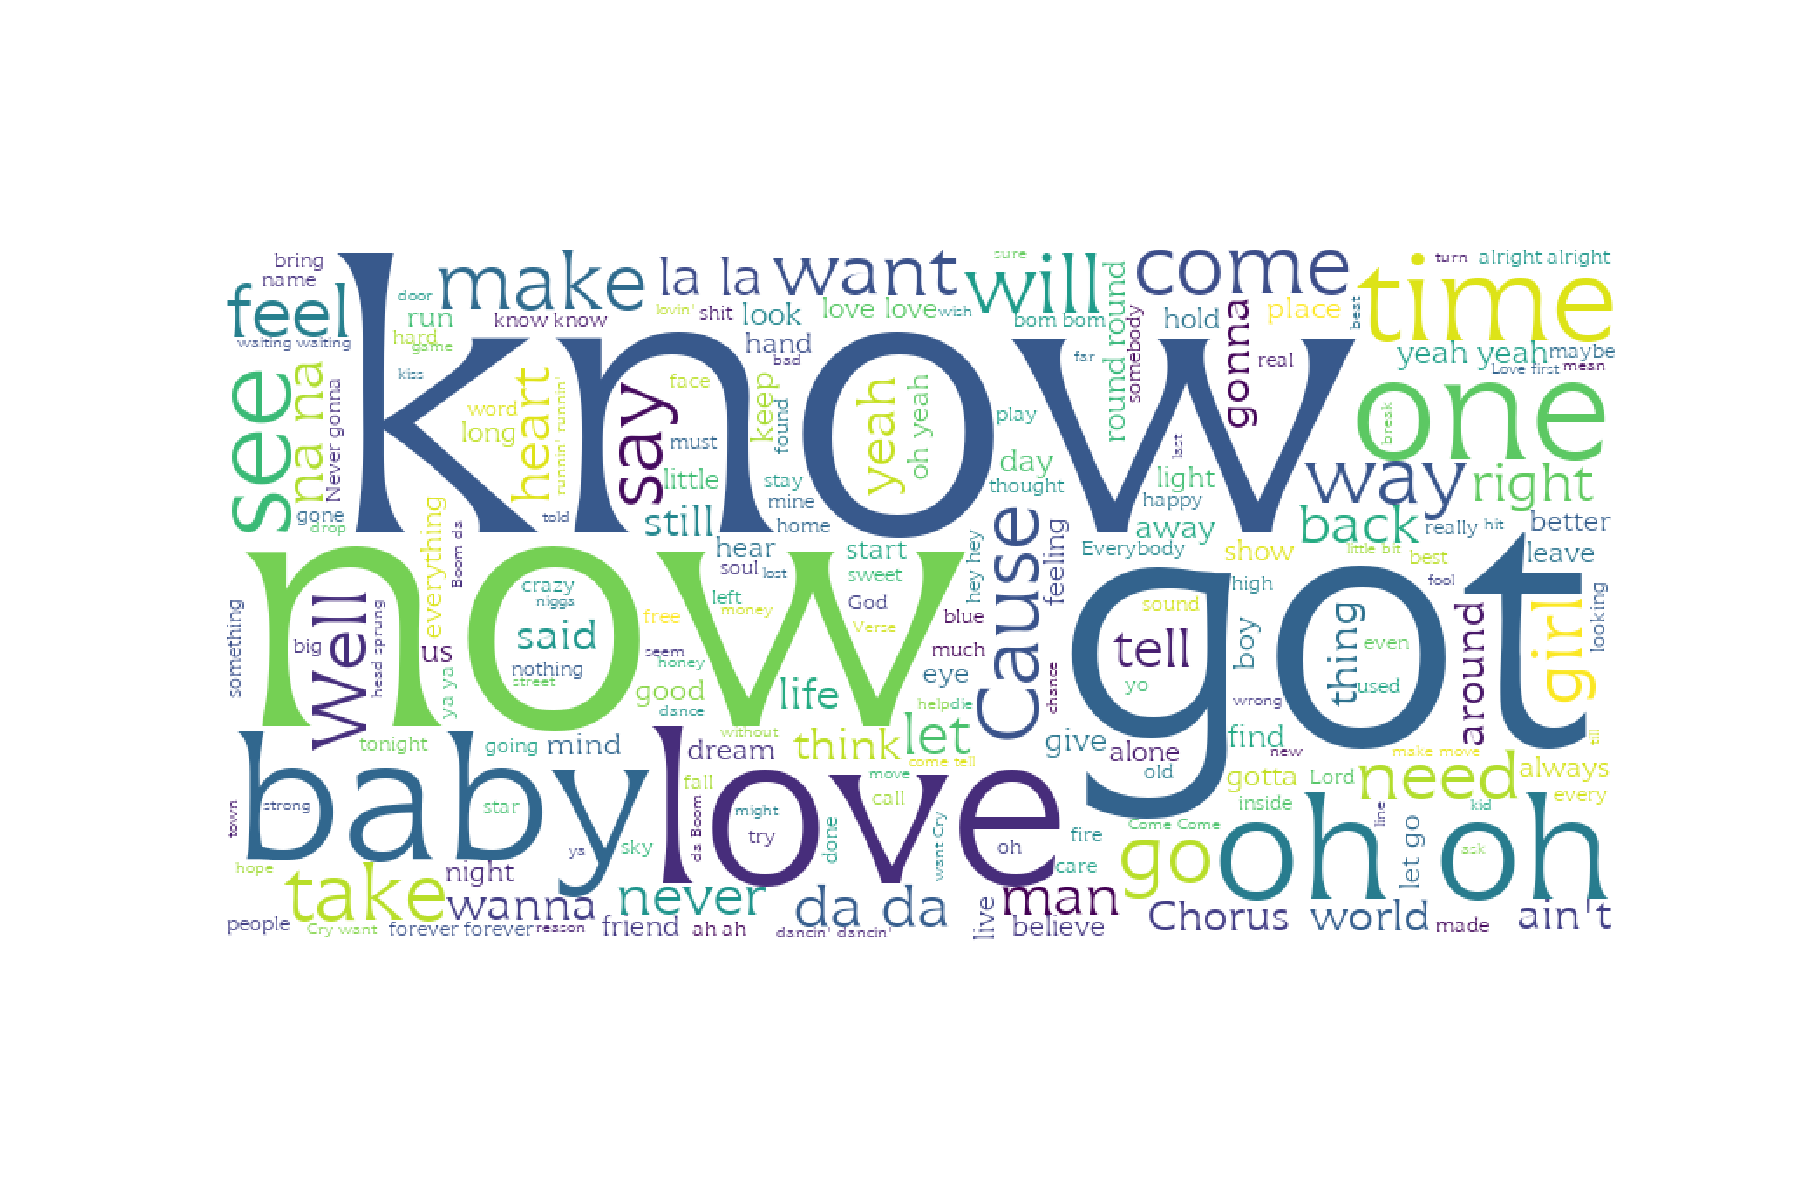 bring
name
feel
waiting waiting
door
run
hard
game
kiss
make
know know
la la
lovin'
shit
want
look
love love
wish
sure
will
bom bom
round round
somebody
come
hold
gonna
place
real
best
time
turn
alright alright
yeah yeah
maybe
Love first
mean
know
see
na na
Never gonna
gone
drop
word
long
heart
runnin' runnin'
told
say
face
must
little
still
hand
bad
keep
found
stay
mine
home
yeah
oh yeah
play
day
thought
far
last
light
happy
away
one
break
way
right
back
really
hit
better
leave
now
everything
Boom da
crazy
said
nothing
street
hear
soul
lost
left
money
free
seem
honey
good
dance
start
sweet
God
Verse
hey hey
blue
much
eye
life
help
die
Cause
feeling
Everybody
show
little bit
best
high
fool
got
sound
tell
yo
boy
wrong
thing
even
used
around
girl
looking
till
something
big
Well
head sprung
us
ya ya
tonight
going
mind
dream
without
think
let
come tell
give
alone
old
find
new
gotta
Lord
make move
need
always
every
chance
baby
town
strong
star
ya
sky
love
fall
da Boom
might
try
move
call
done
want Cry
oh
fire
care
Come Come
go
inside
oh oh
line
let go
kid
ask
hope
take
night
wanna
people
Cry want
forever forever
reason
never
friend
ah ah
da da
dancin' dancin'
live
man
believe
Chorus
world
made
ain't